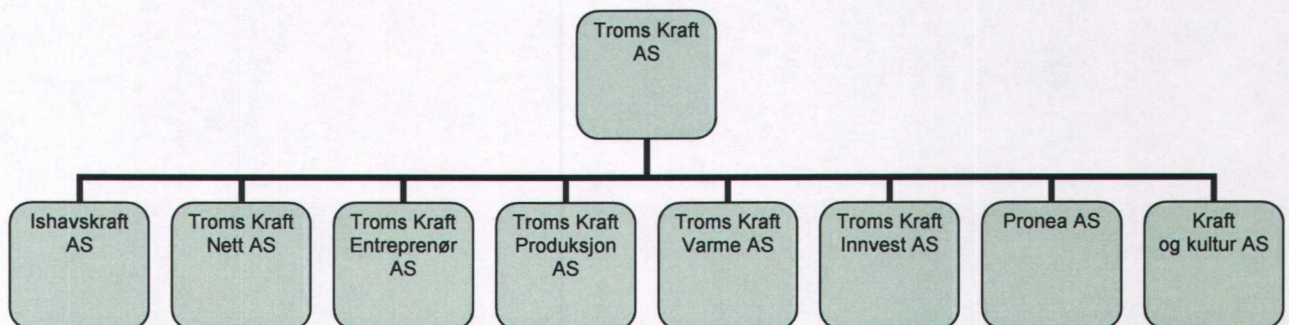 Troms Kraft
AS
Ishavskraft
AS
Troms Kraft
Nett AS
Troms Kraft
Entreprenør
AS
Troms Kraft
Produksjon
AS
Troms Kraft
Varme AS
Troms Kraft
Innvest AS
Pronea AS
Kraft
og kultur AS